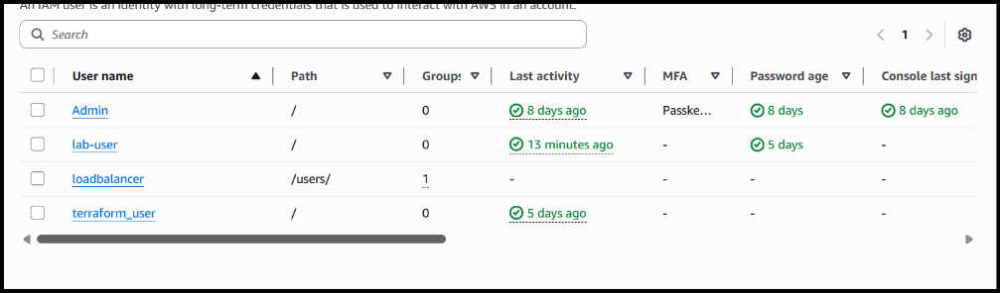 An IAM user is an identity with long-term credentials that is used to interact with AWS in an account.
Search
1
User name Path Groups Last activity MFA Password age Console last sign
Admin / 0 8 days ago Passke... 8 days 8 days ago
lab-user / 0 13 minutes ago - 5 days -
loadbalancer /users/ 1 - - - -
terraform_user / 0 5 days ago - - -